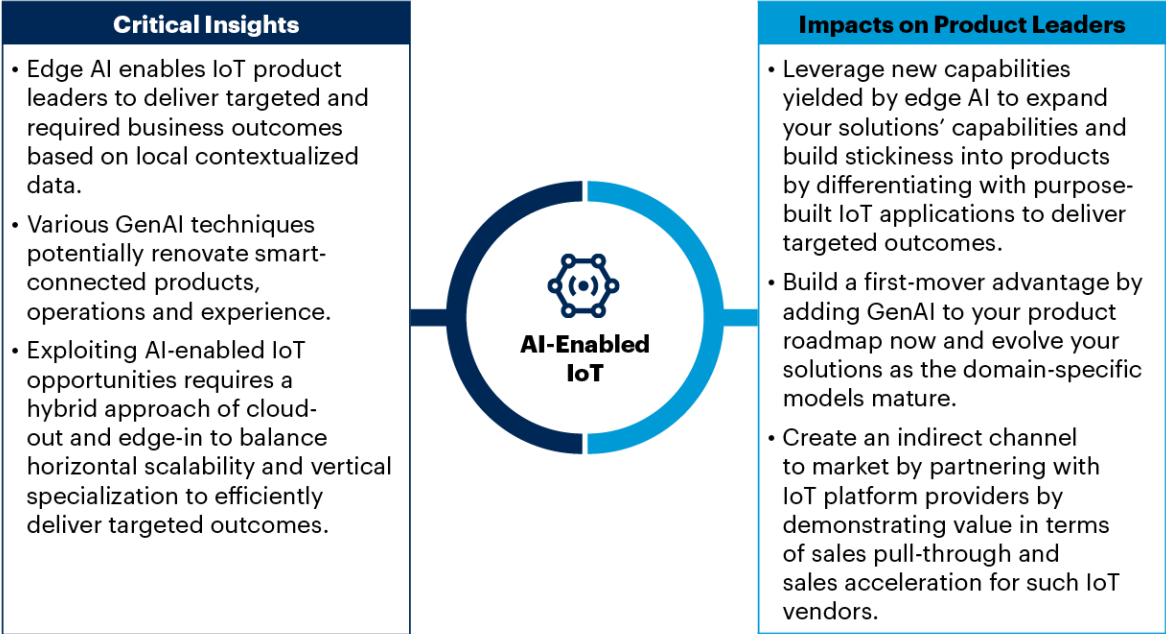 Critical Insights
• Edge AI enables IoT product
leaders to deliver targeted and
required business outcomes
based on local contextualized
data.
• Various GenAI techniques
potentially renovate smart-
connected products,
operations and experience.
• Exploiting AI-enabled IoT
opportunities requires a
hybrid approach of cloud-
out and edge-in to balance
horizontal scalability and vertical
specialization to efficiently
deliver targeted outcomes.
AI-Enabled
IoT
Impacts on Product Leaders
• Leverage new capabilities
yielded by edge AI to expand
your solutions’ capabilities and
build stickiness into products
by differentiating with purpose-
built IoT applications to deliver
targeted outcomes.
• Build a first-mover advantage by
adding GenAI to your product
roadmap now and evolve your
solutions as the domain-specific
models mature.
• Create an indirect channel
to market by partnering with
IoT platform providers by
demonstrating value in terms
of sales pull-through and
sales acceleration for such IoT
vendors.